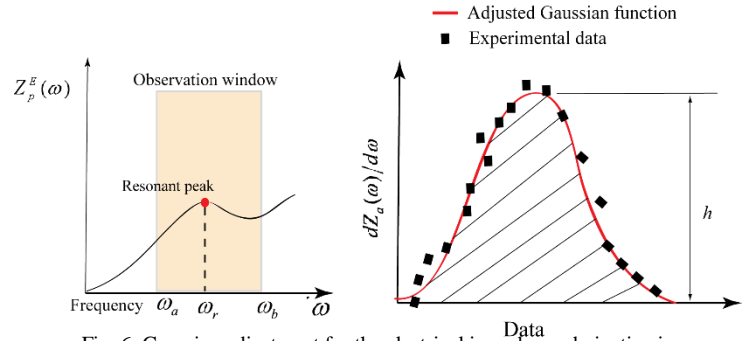 Adjusted Gaussian function
Experimental data
Z_p^E(ω)
Observation window
Resonant peak
Frequency
ω_a
ω_r
ω_b
ω
dZ_a(ω)/dω
h
Data